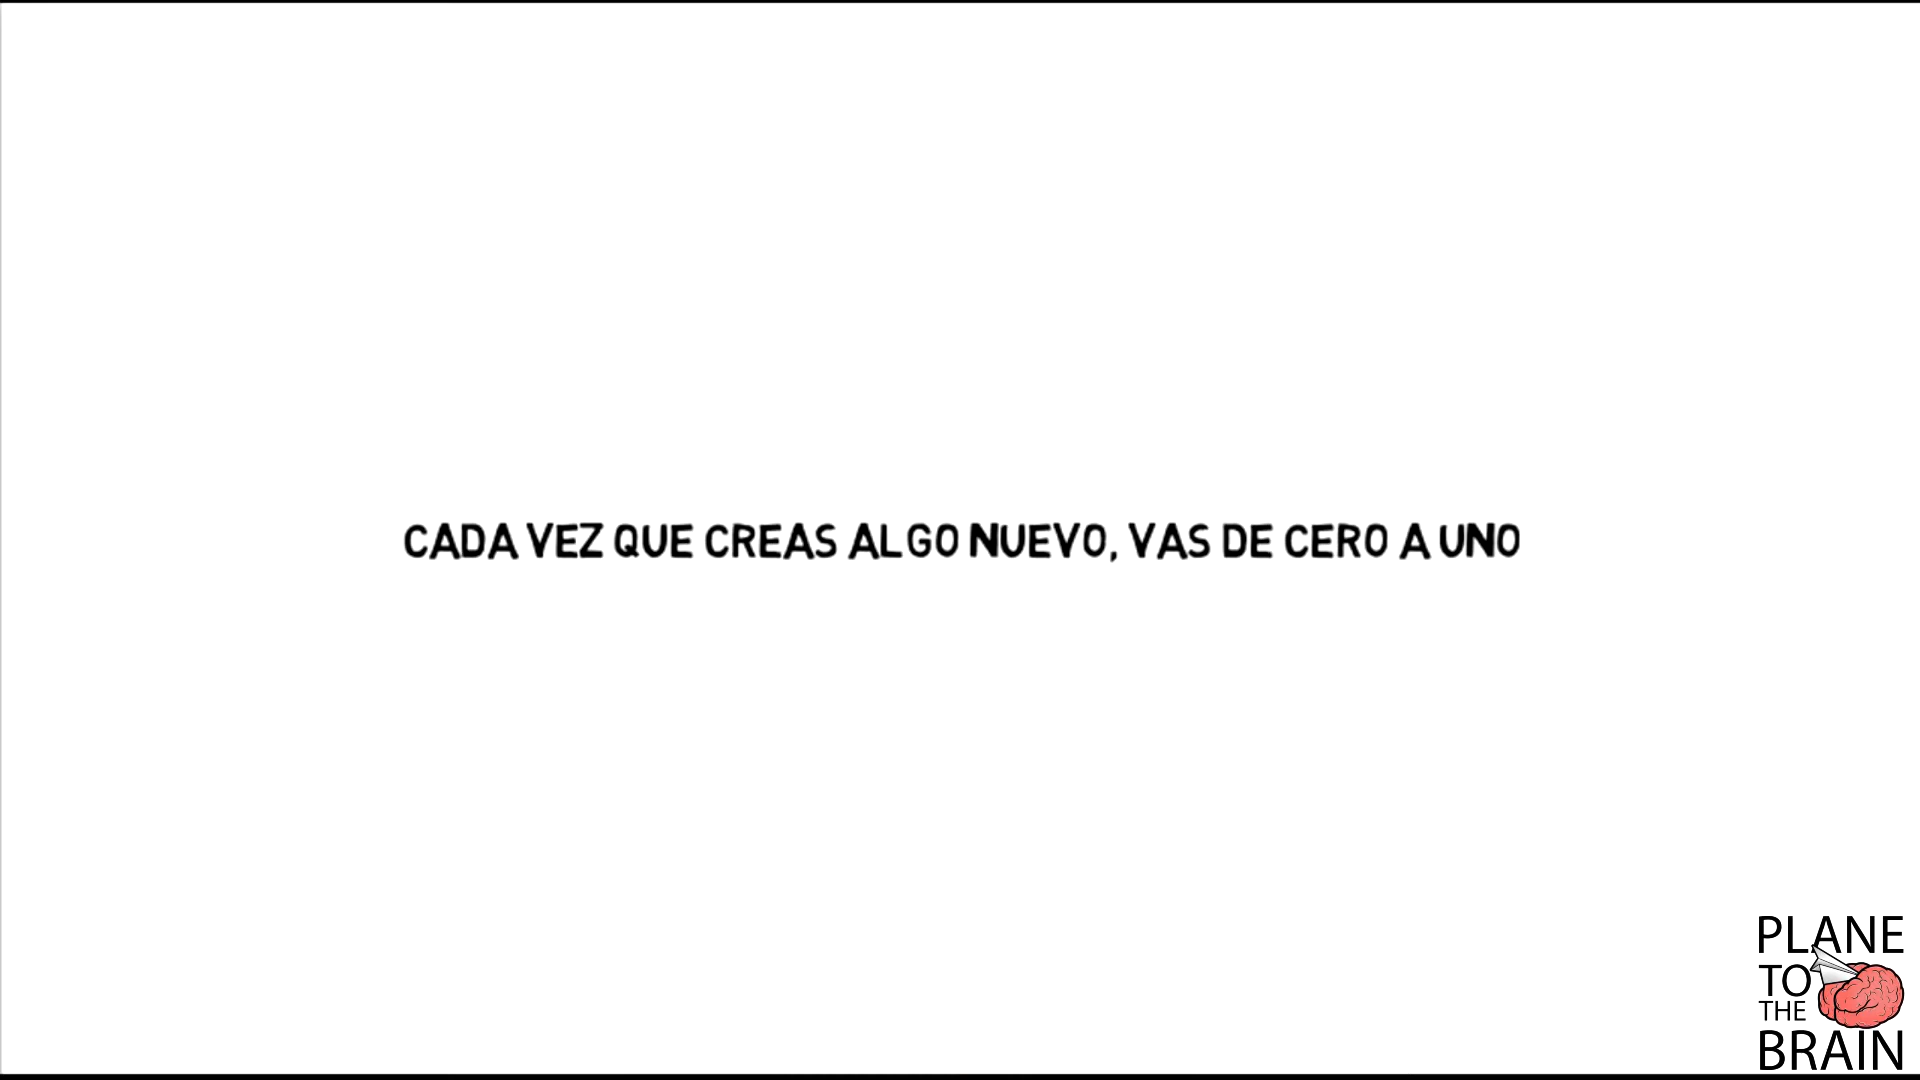 CADA VEZ QUE CREAS ALGO NUEVO, VAS DE CERO A UNO
PLANE
TO
THE
BRAIN